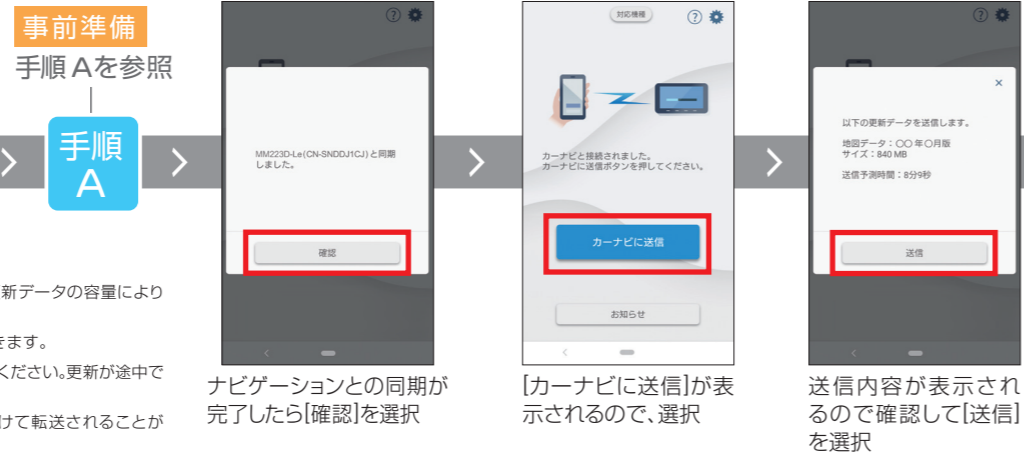 事前準備
手順Aを参照
手順
A
新データの容量により
きます。
ください。更新が途中で
けて転送されることが
MM223D-Le(CN-SNDDJ1CJ)と同期
しました。
確認
ナビゲーションとの同期が
完了したら[確認]を選択
対応機種
カーナビと接続されました。
カーナビに送信ボタンを押してください。
カーナビに送信
お知らせ
[カーナビに送信]が表
示されるので、選択
以下の更新データを送信します。
地図データ：〇〇年〇月版
サイズ：840 MB
送信予測時間：8分9秒
送信
送信内容が表示され
るので確認して[送信]
を選択